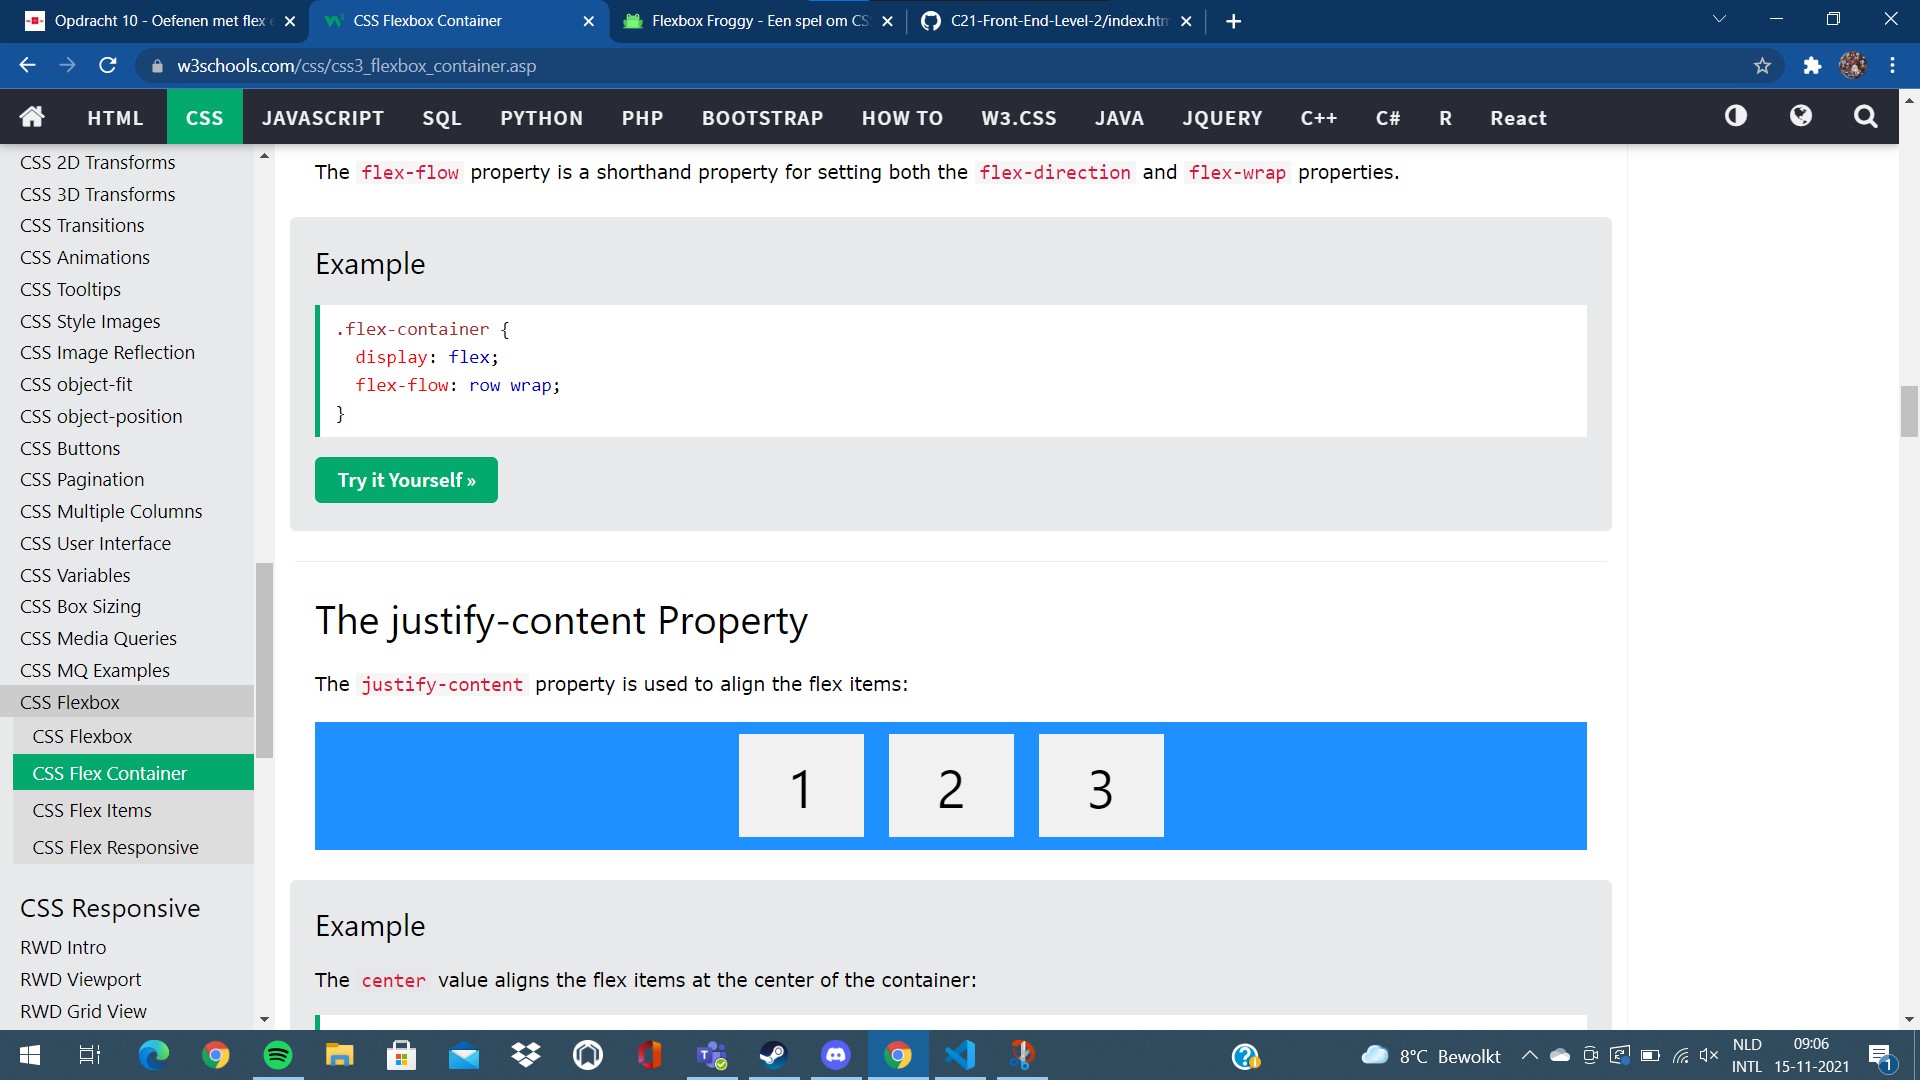 Opdracht 10 - Oefenen met flex
CSS Flexbox Container
Flexbox Froggy - Een spel om CS
C21-Front-End-Level-2/index.htm
w3schools.com/css/css3_flexbox_container.asp
HTML CSS JAVASCRIPT SQL PYTHON PHP BOOTSTRAP HOW TO W3.CSS JAVA JQUERY C++ C# R React
CSS 2D Transforms
CSS 3D Transforms
CSS Transitions
CSS Animations
CSS Tooltips
CSS Style Images
CSS Image Reflection
CSS object-fit
CSS object-position
CSS Buttons
CSS Pagination
CSS Multiple Columns
CSS User Interface
CSS Variables
CSS Box Sizing
CSS Media Queries
CSS MQ Examples
CSS Flexbox
CSS Flexbox
CSS Flex Container
CSS Flex Items
CSS Flex Responsive
CSS Responsive
RWD Intro
RWD Viewport
RWD Grid View
The flex-flow property is a shorthand property for setting both the flex-direction and flex-wrap properties.
Example
.flex-container {
display: flex;
flex-flow: row wrap;
}
Try it Yourself »
The justify-content Property
The justify-content property is used to align the flex items:
1 2 3
Example
The center value aligns the flex items at the center of the container:
8°C Bewolkt
NLD
INTL
09:06
15-11-2021
1